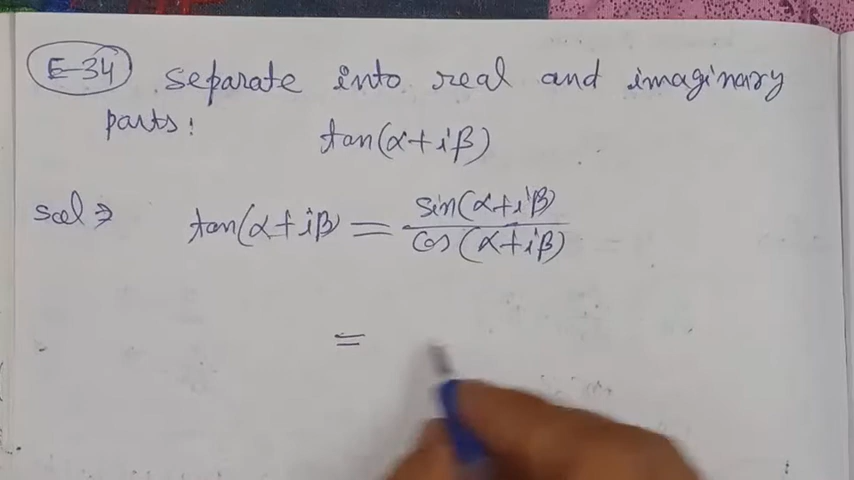 E-34 separate into real and imaginary
parts: tan(α+iβ)
sol ⇒ tan(α+iβ) = sin(α+iβ) / cos(α+iβ)
=